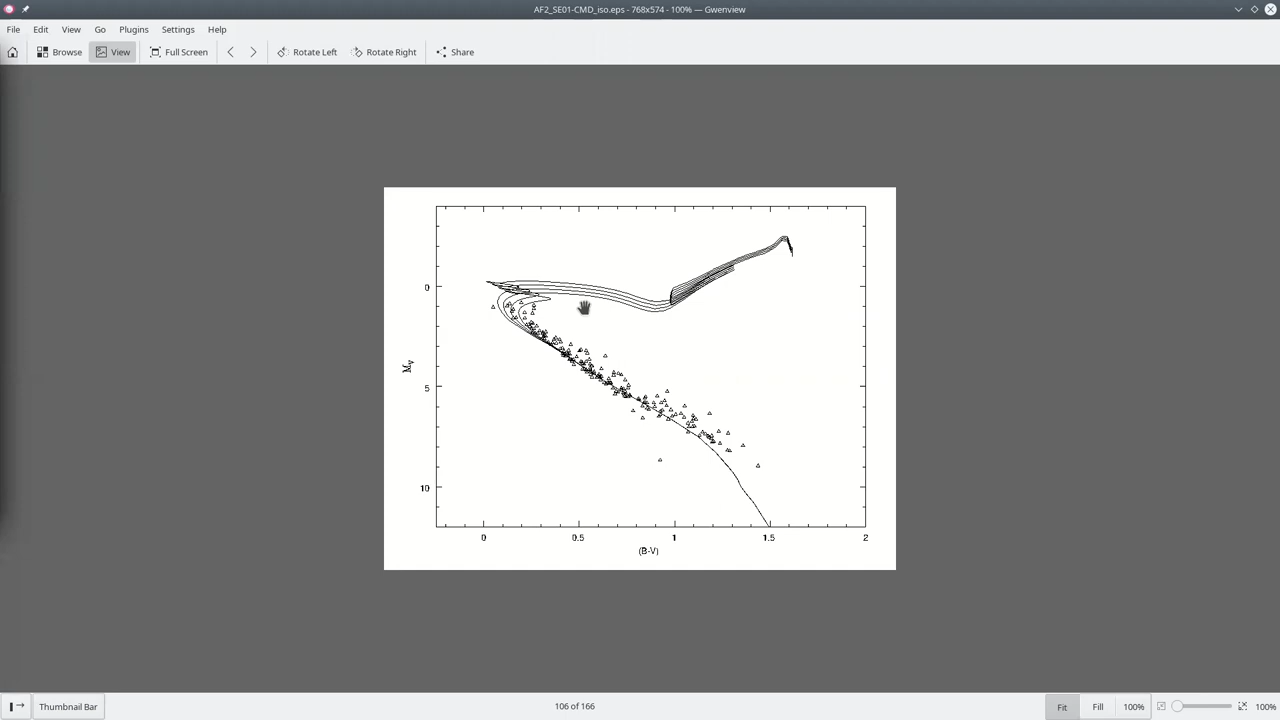 AF2_SE01-CMD_iso.eps - 768x574 - 100% — Gwenview
File Edit View Go Plugins Settings Help
Browse View Full Screen Rotate Left Rotate Right Share
0
5
10
Mv
0 0.5 1 1.5 2
(B-V)
Thumbnail Bar 106 of 166 Fit Fill 100% 100%